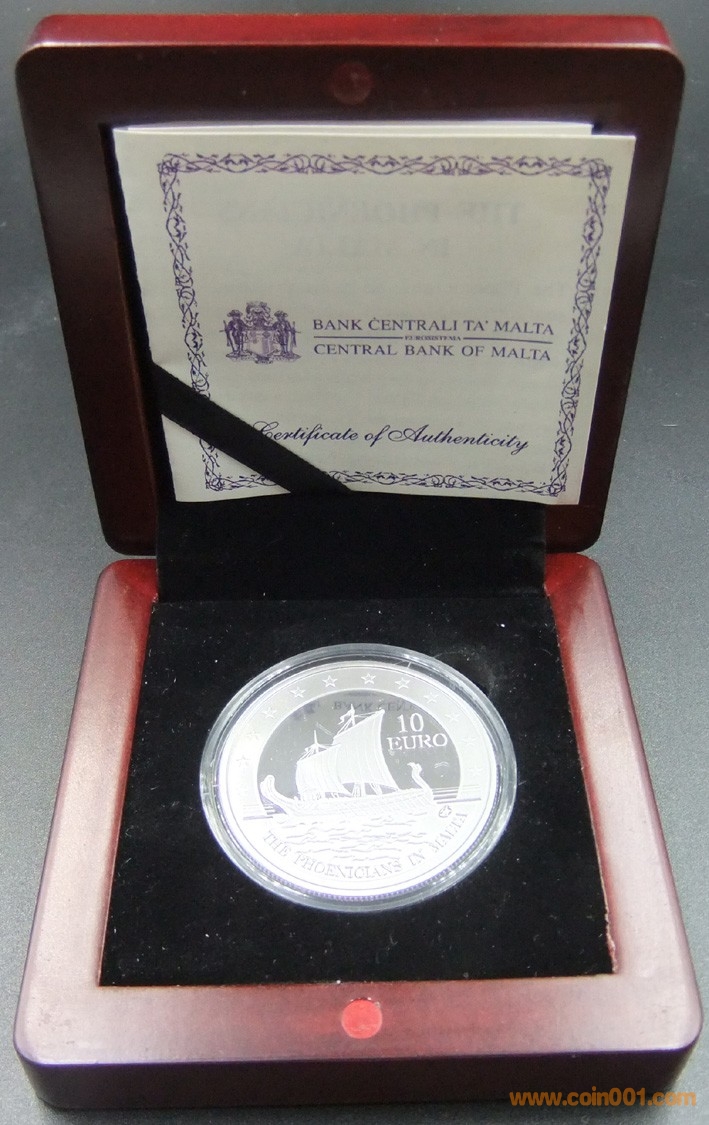 BANK ĊENTRALI TA' MALTA
EUROSISTEMA
CENTRAL BANK OF MALTA
Certificate of Authenticity
10
EURO
THE PHOENICIANS IN MALTA
www.coin001.com